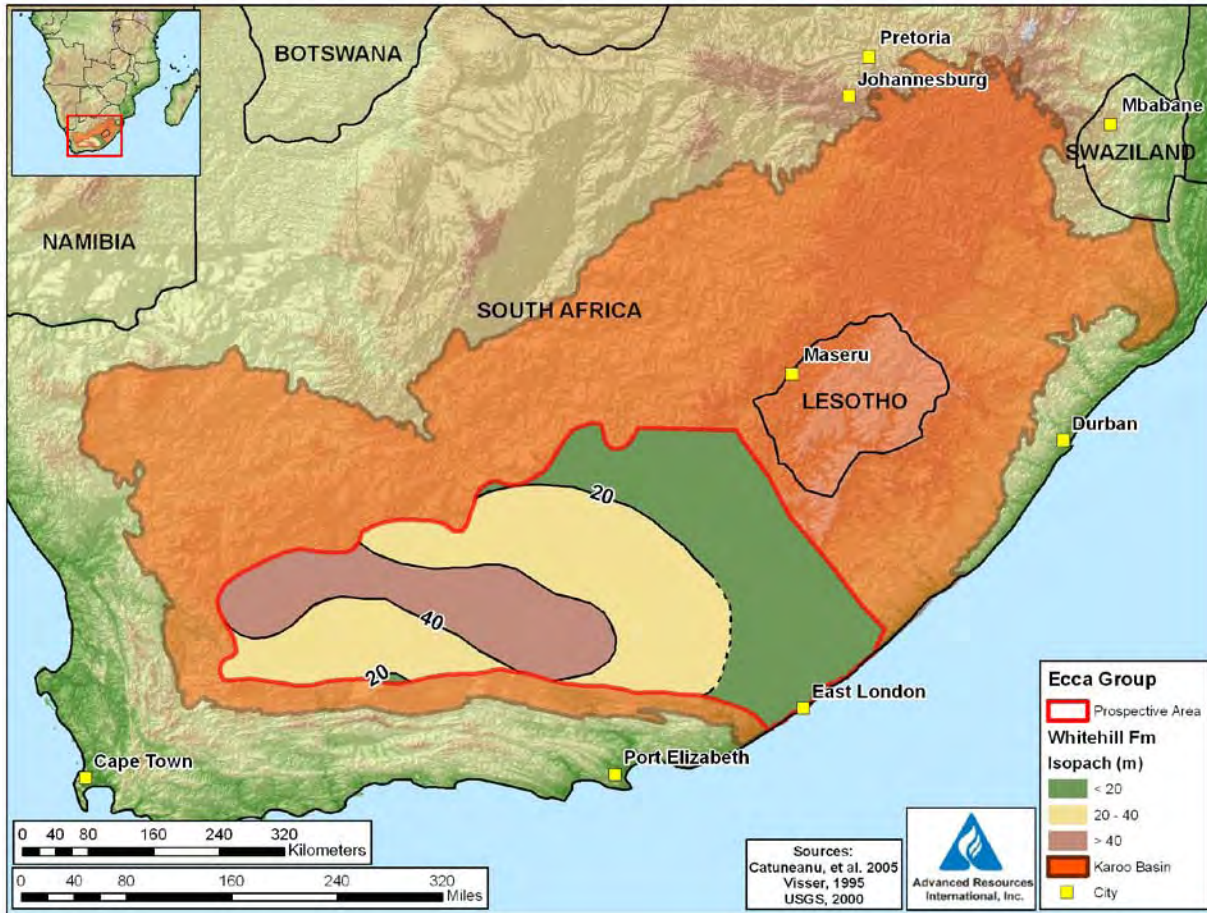 BOTSWANA
Pretoria
Johannesburg
Mbabane
SWAZILAND
NAMIBIA
SOUTH AFRICA
Maseru
LESOTHO
Durban
20
40
20
East London
Port Elizabeth
Cape Town
Ecca Group
Prospective Area
Whitehill Fm
Isopach (m)
< 20
20 - 40
> 40
Karoo Basin
City
0 40 80 160 240 320
Kilometers
0 40 80 160 240 320
Miles
Sources:
Catuneanu, et al. 2005
Visser, 1995
USGS, 2000
Advanced Resources
International, Inc.